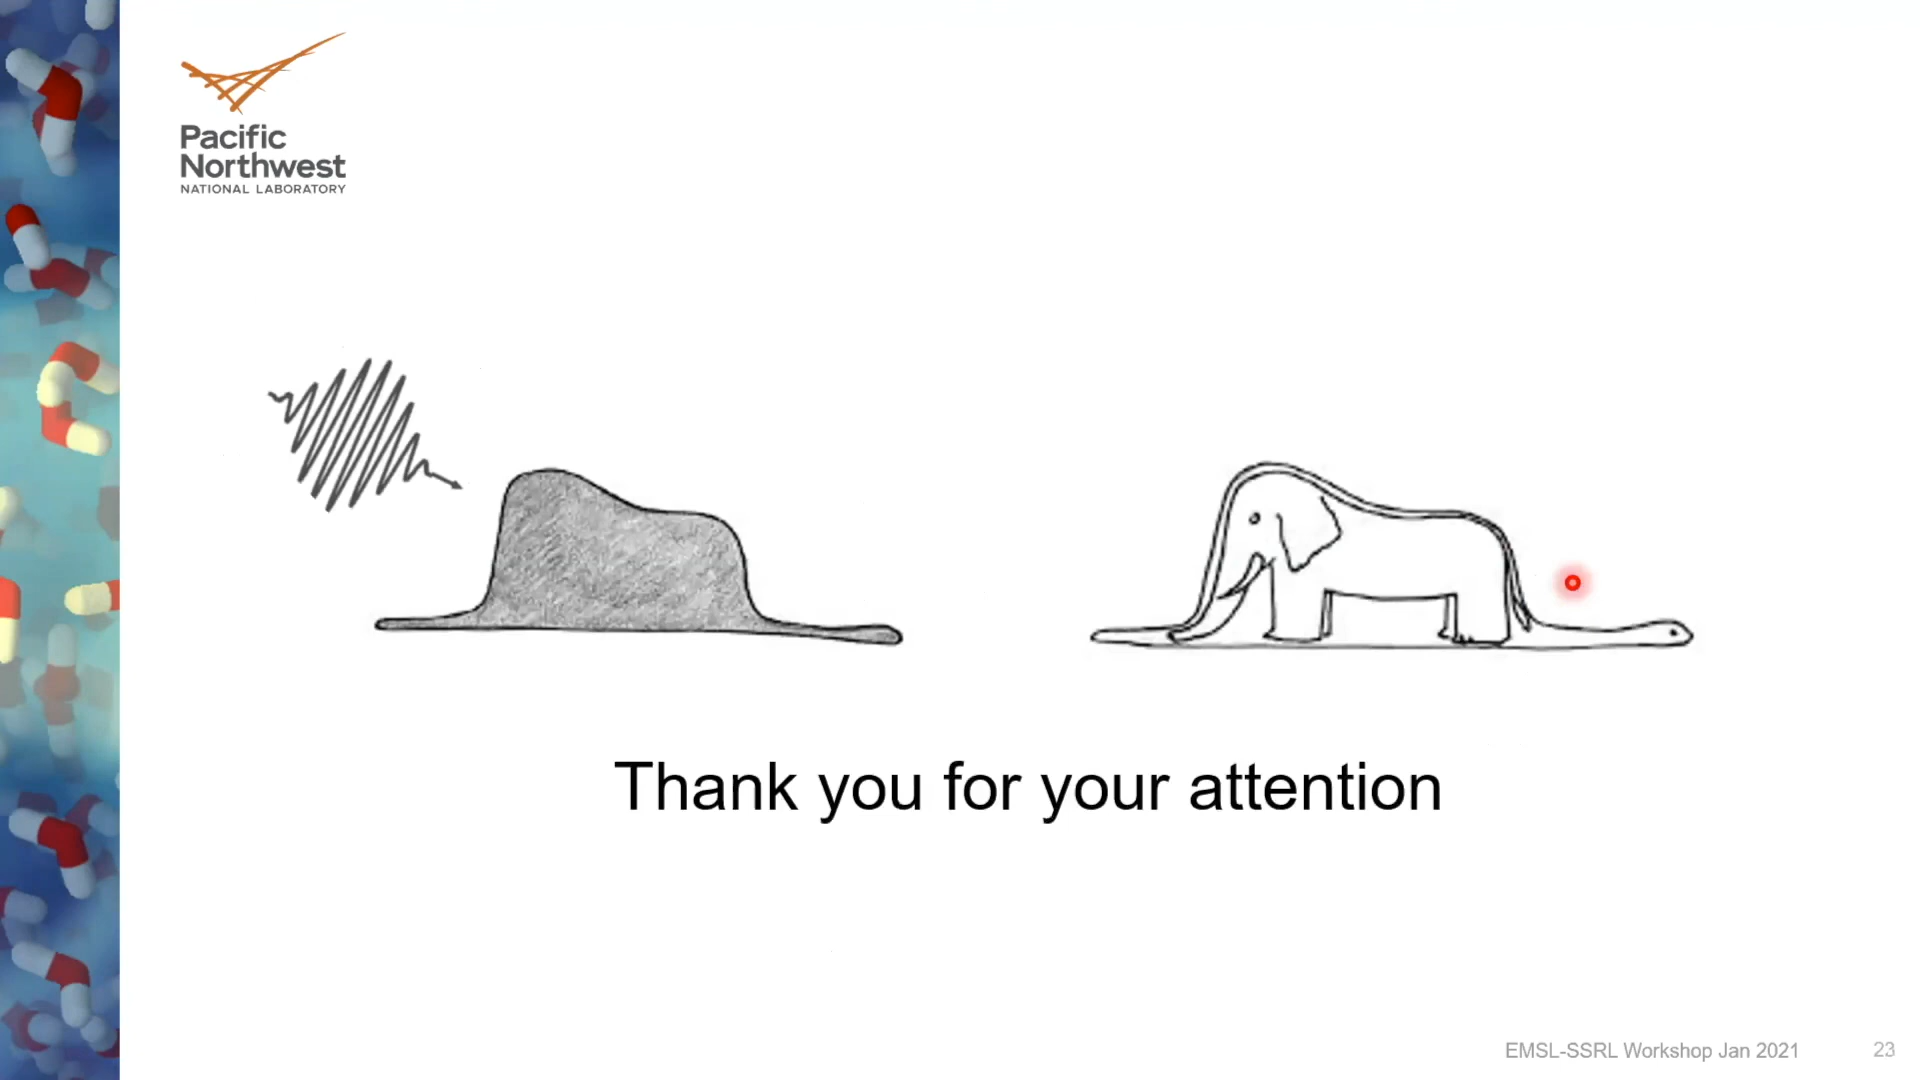 Pacific
Northwest
NATIONAL LABORATORY
Thank you for your attention
EMSL-SSRL Workshop Jan 2021
23